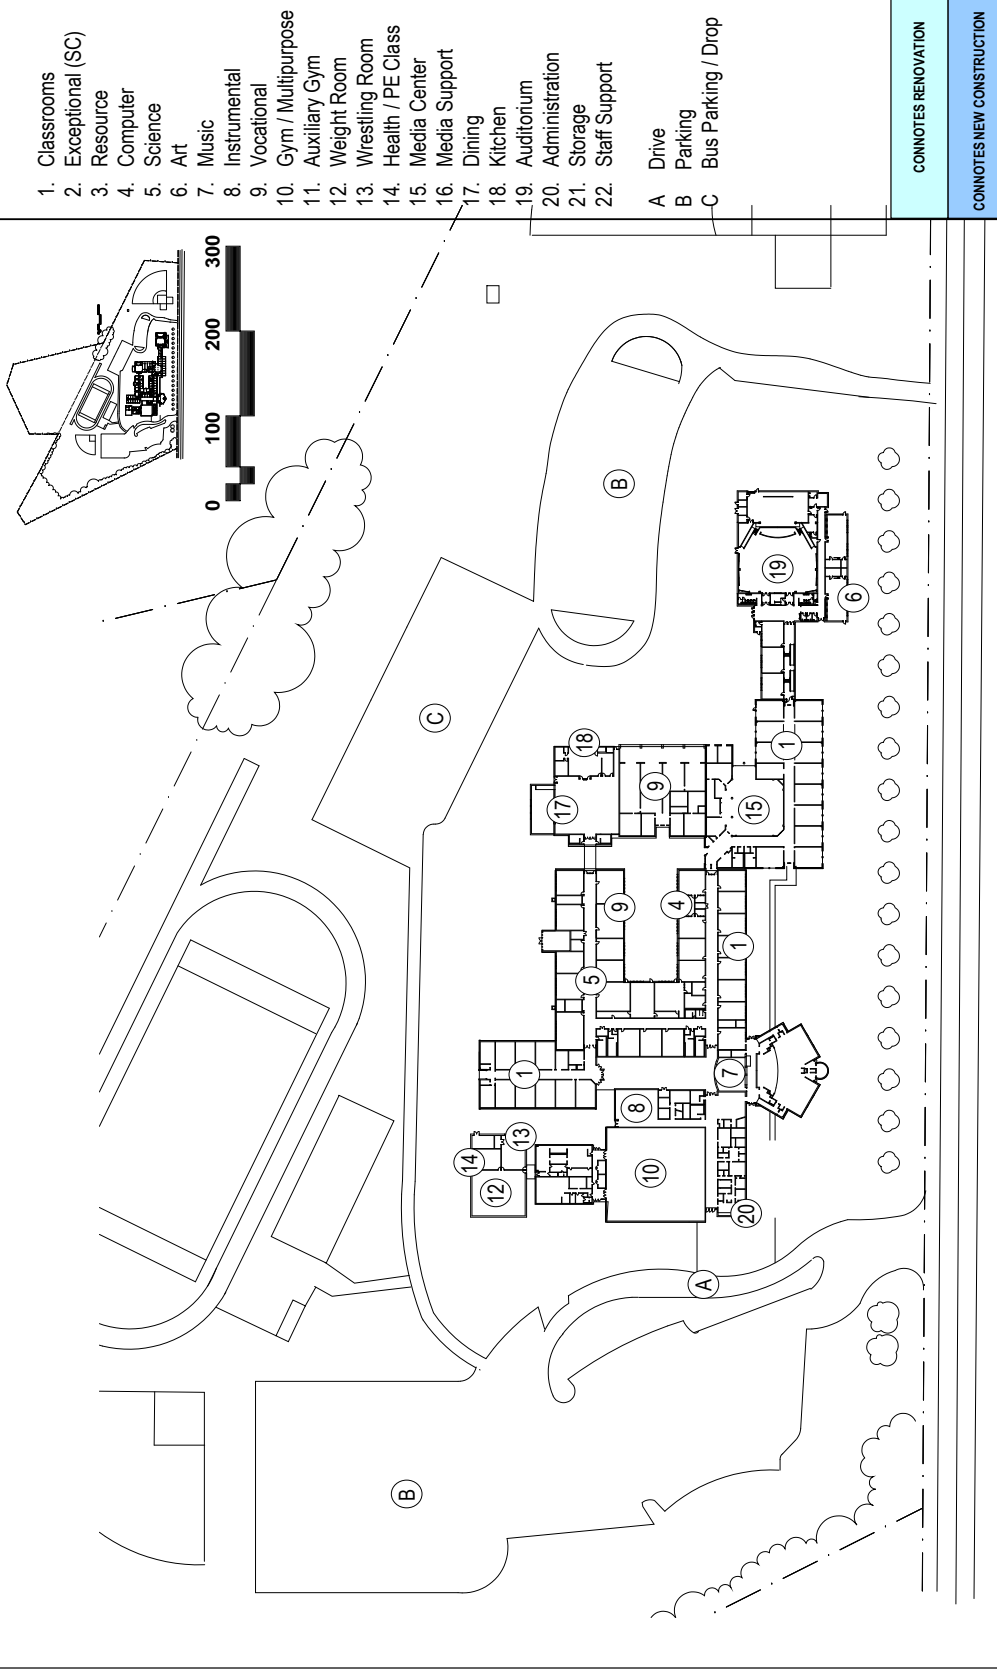 1. Classrooms
2. Exceptional (SC)
3. Resource
4. Computer
5. Science
6. Art
7. Music
8. Instrumental
9. Vocational
10. Gym / Multipurpose
11. Auxiliary Gym
12. Weight Room
13. Wrestling Room
14. Health / PE Class
15. Media Center
16. Media Support
17. Dining
18. Kitchen
19. Auditorium
20. Administration
21. Storage
22. Staff Support
A Drive
B Parking
C Bus Parking / Drop
CONNOTES RENOVATION
CONNOTES NEW CONSTRUCTION
0 100 200 300
B
C
B
19
6
18
17
9
15
1
9
4
1
5
1
7
8
13
14
12
10
20
A